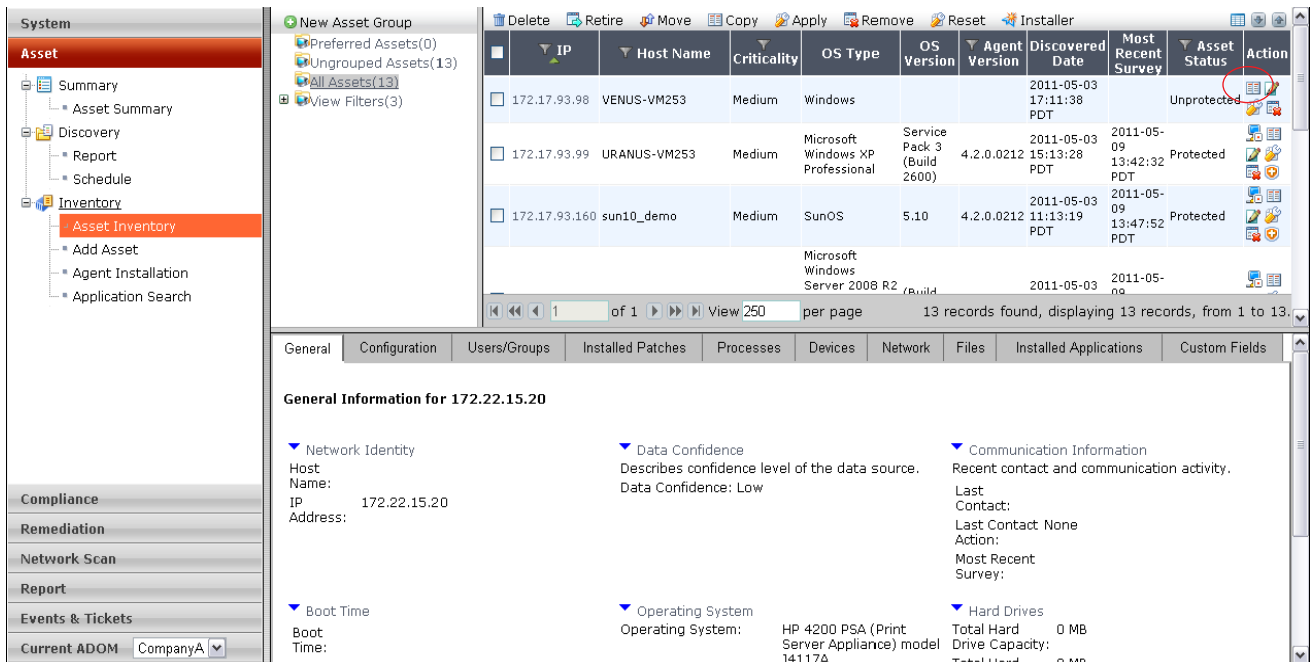 System
Asset
Summary
Asset Summary
Discovery
Report
Schedule
Inventory
Asset Inventory
Add Asset
Agent Installation
Application Search
Compliance
Remediation
Network Scan
Report
Events & Tickets
Current ADOM CompanyA
New Asset Group
Preferred Assets(0)
Ungrouped Assets(13)
All Assets(13)
View Filters(3)
Delete Retire Move Copy Apply Remove Reset Installer
IP Host Name Criticality OS Type OS Version Agent Version Discovered Date Most Recent Survey Asset Status Action
172.17.93.98 VENUS-VM253 Medium Windows 2011-05-03 17:11:38 PDT Unprotected
172.17.93.99 URANUS-VM253 Medium Microsoft Windows XP Professional Service Pack 3 (Build 2600) 4.2.0.0212 2011-05-03 15:13:28 PDT 2011-05-09 13:42:32 PDT Protected
172.17.93.160 sun10_demo Medium SunOS 5.10 4.2.0.0212 2011-05-03 11:13:19 PDT 2011-05-09 13:47:52 PDT Protected
Microsoft Windows Server 2008 R2 (Build 2011-05-03 2011-05-09
1 of 1 View 250 per page 13 records found, displaying 13 records, from 1 to 13.
General Configuration Users/Groups Installed Patches Processes Devices Network Files Installed Applications Custom Fields
General Information for 172.22.15.20
Network Identity
Host Name:
IP Address: 172.22.15.20
Data Confidence
Describes confidence level of the data source.
Data Confidence: Low
Communication Information
Recent contact and communication activity.
Last Contact:
Last Contact Action: None
Most Recent Survey:
Boot Time
Boot Time:
Operating System
Operating System: HP 4200 PSA (Print Server Appliance) model J4117A
Hard Drives
Total Hard Drive Capacity: 0 MB
Total Hard 0 MB